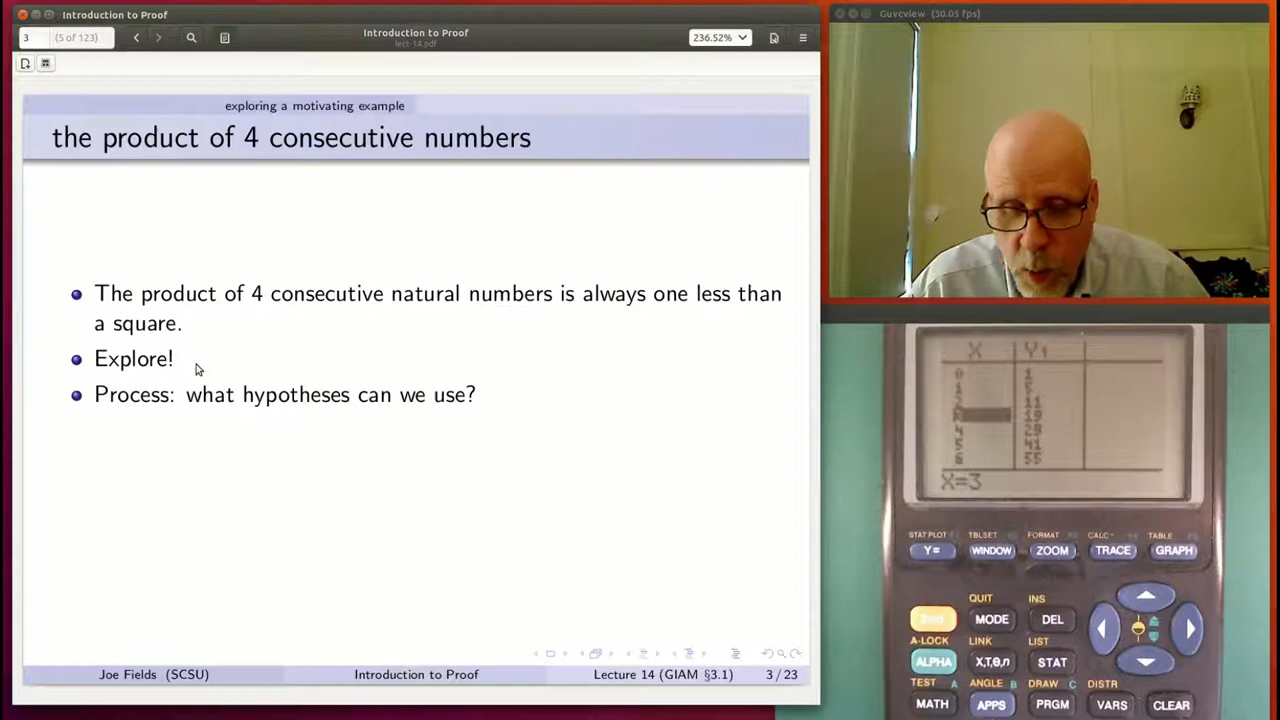 Introduction to Proof
Guvcview (30.05 fps)
3 (5 of 123)
Introduction to Proof
lect-14.pdf
236.52%
exploring a motivating example
the product of 4 consecutive numbers
The product of 4 consecutive natural numbers is always one less than
a square.
Explore!
Process: what hypotheses can we use?
Joe Fields (SCSU) Introduction to Proof Lecture 14 (GIAM §3.1) 3 / 23
X Y1
0 1
1 5
2 11
19
4 29
5 41
6 55
X=3
STAT PLOT TBLSET FORMAT CALC TABLE
Y= WINDOW ZOOM TRACE GRAPH
QUIT INS
2nd MODE DEL
A-LOCK LINK LIST
ALPHA X,T,θ,n STAT
TEST A ANGLE B DRAW C DISTR
MATH APPS PRGM VARS CLEAR